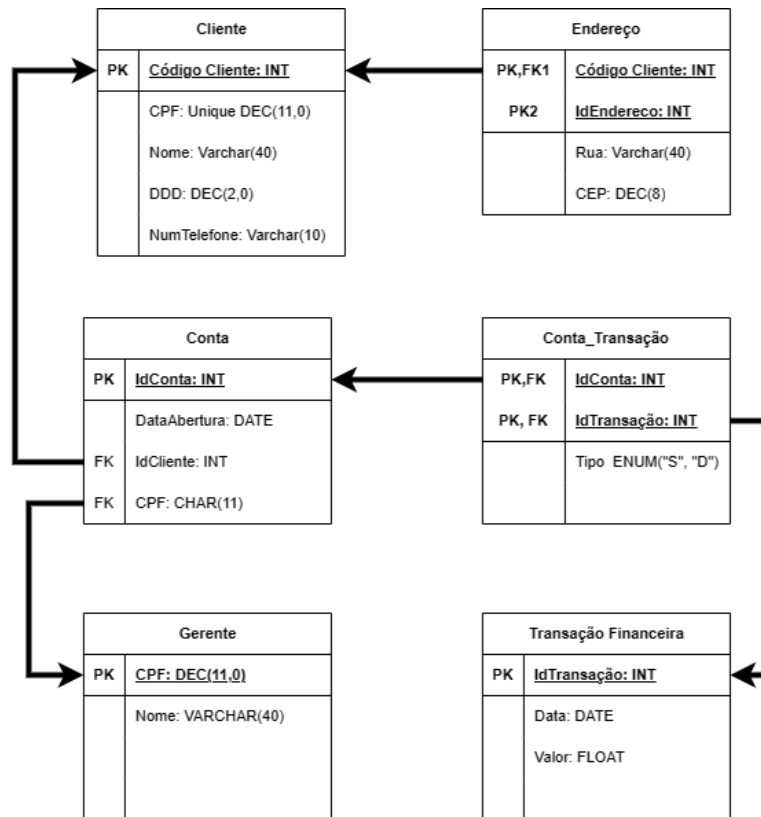 Cliente
PK Código Cliente: INT
CPF: Unique DEC(11,0)
Nome: Varchar(40)
DDD: DEC(2,0)
NumTelefone: Varchar(10)
Endereço
PK,FK1 Código Cliente: INT
PK2 IdEndereco: INT
Rua: Varchar(40)
CEP: DEC(8)
Conta
PK IdConta: INT
DataAbertura: DATE
FK IdCliente: INT
FK CPF: CHAR(11)
Conta_Transação
PK,FK IdConta: INT
PK, FK IdTransação: INT
Tipo ENUM("S", "D")
Gerente
PK CPF: DEC(11,0)
Nome: VARCHAR(40)
Transação Financeira
PK IdTransação: INT
Data: DATE
Valor: FLOAT